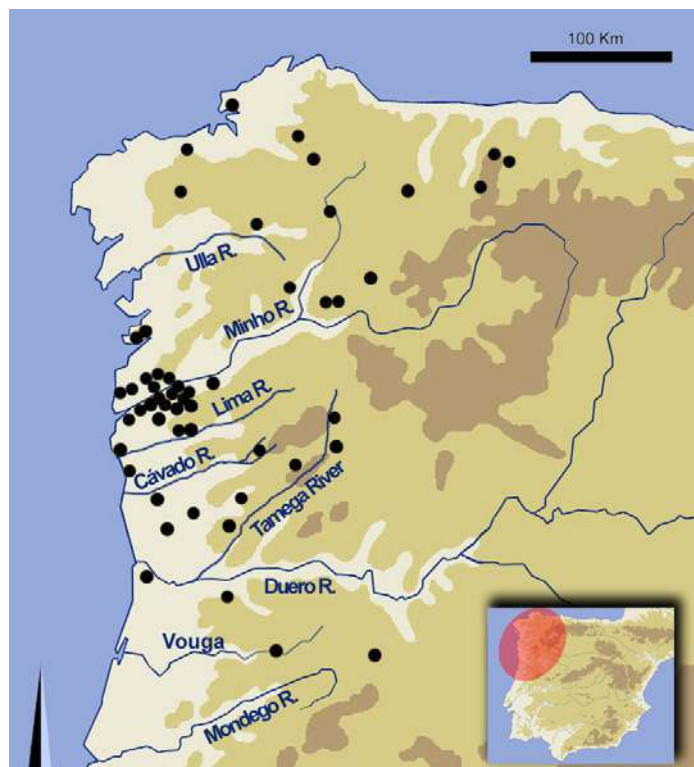 100 Km
Ulla R.
Minho R.
Lima R.
Cávado R.
Tamega River
Duero R.
Vouga
Mondego R.